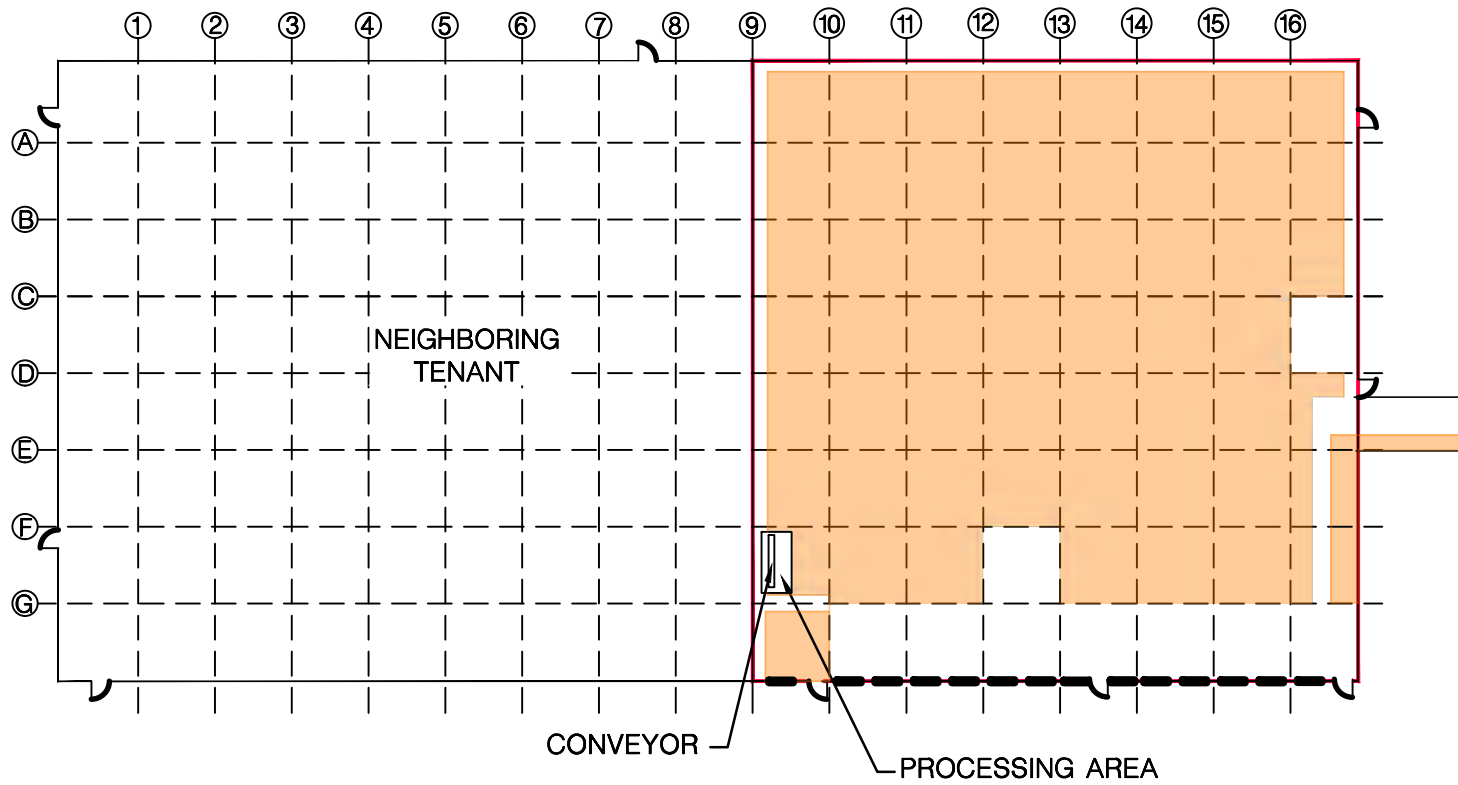 1 2 3 4 5 6 7 8 9 10 11 12 13 14 15 16
A
B
C
NEIGHBORING
TENANT
D
E
F
G
CONVEYOR
PROCESSING AREA